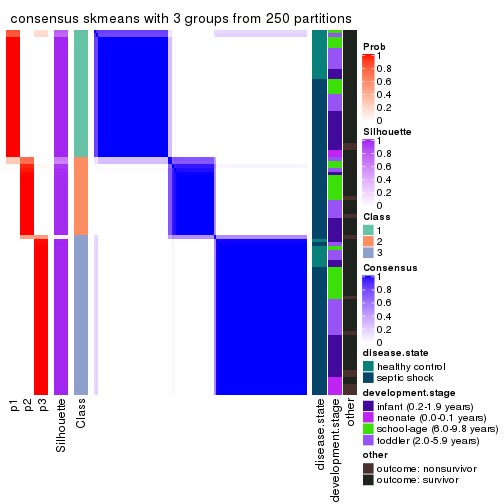 consensus skmeans with 3 groups from 250 partitions
Prob
1
0.8
0.6
0.4
0.2
0
Silhouette
1
0.8
0.6
0.4
0.2
0
Class
1
2
3
Consensus
1
0.8
0.6
0.4
0.2
0
disease.state
healthy control
septic shock
development.stage
infant (0.2-1.9 years)
neonate (0.0-0.1 years)
school-age (6.0-9.8 years)
toddler (2.0-5.9 years)
other
outcome: nonsurvivor
outcome: survivor
p1
p2
p3
Silhouette
Class
disease.state
development.stage
other